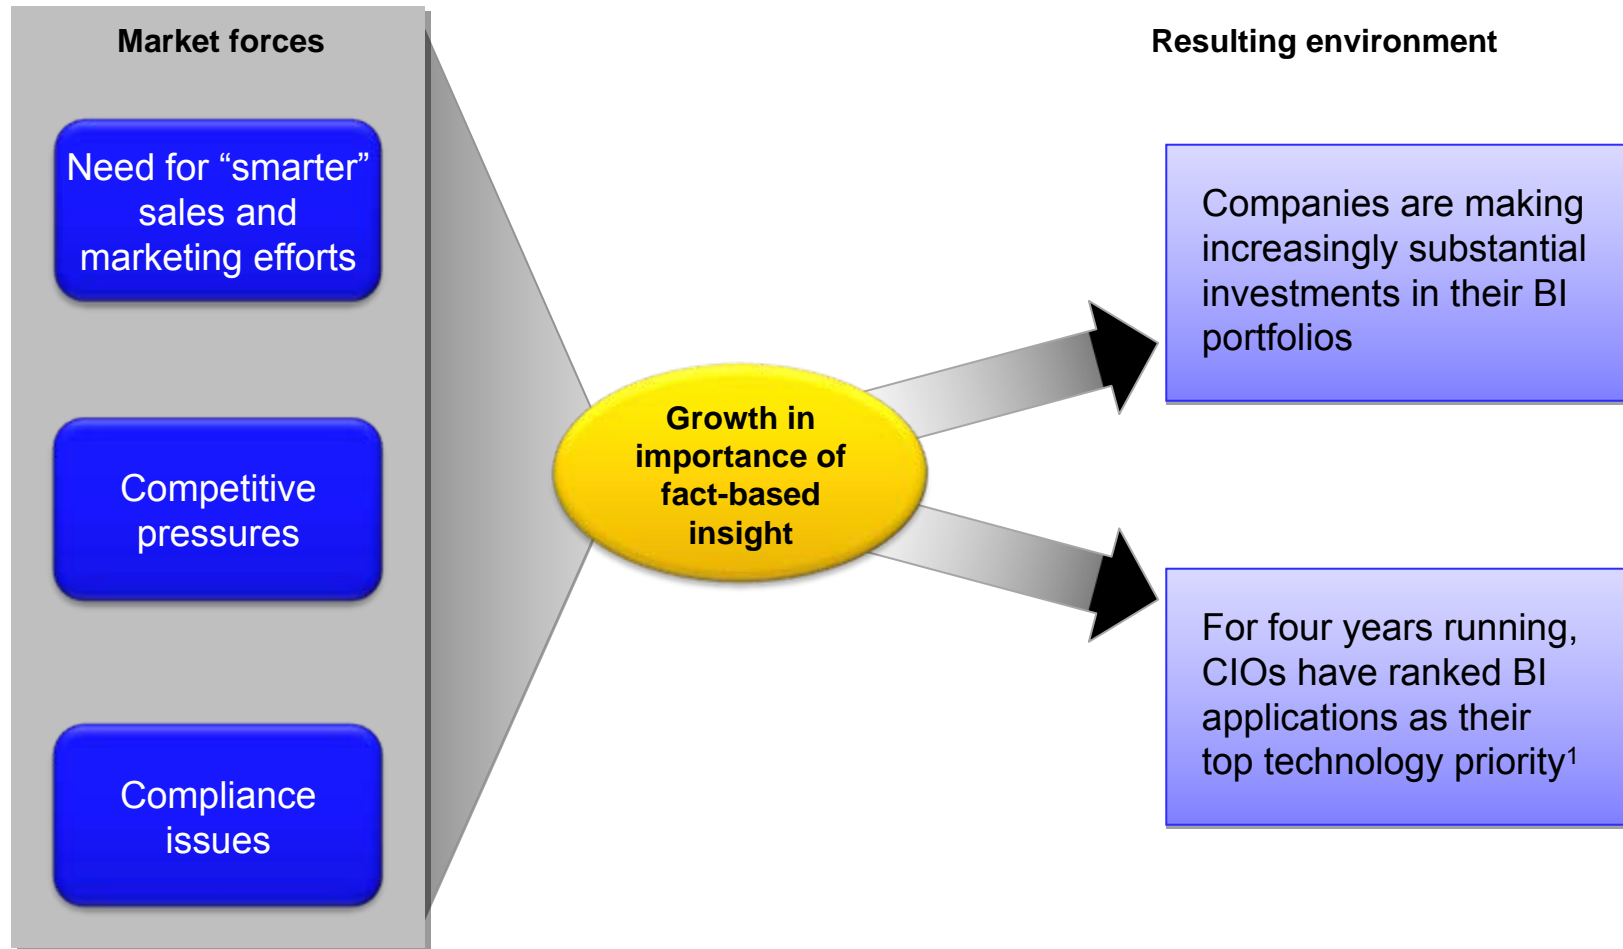 Market forces
Need for “smarter”
sales and
marketing efforts
Competitive
pressures
Compliance
issues
Growth in
importance of
fact-based
insight
Resulting environment
Companies are making
increasingly substantial
investments in their BI
portfolios
For four years running,
CIOs have ranked BI
applications as their
top technology priority¹